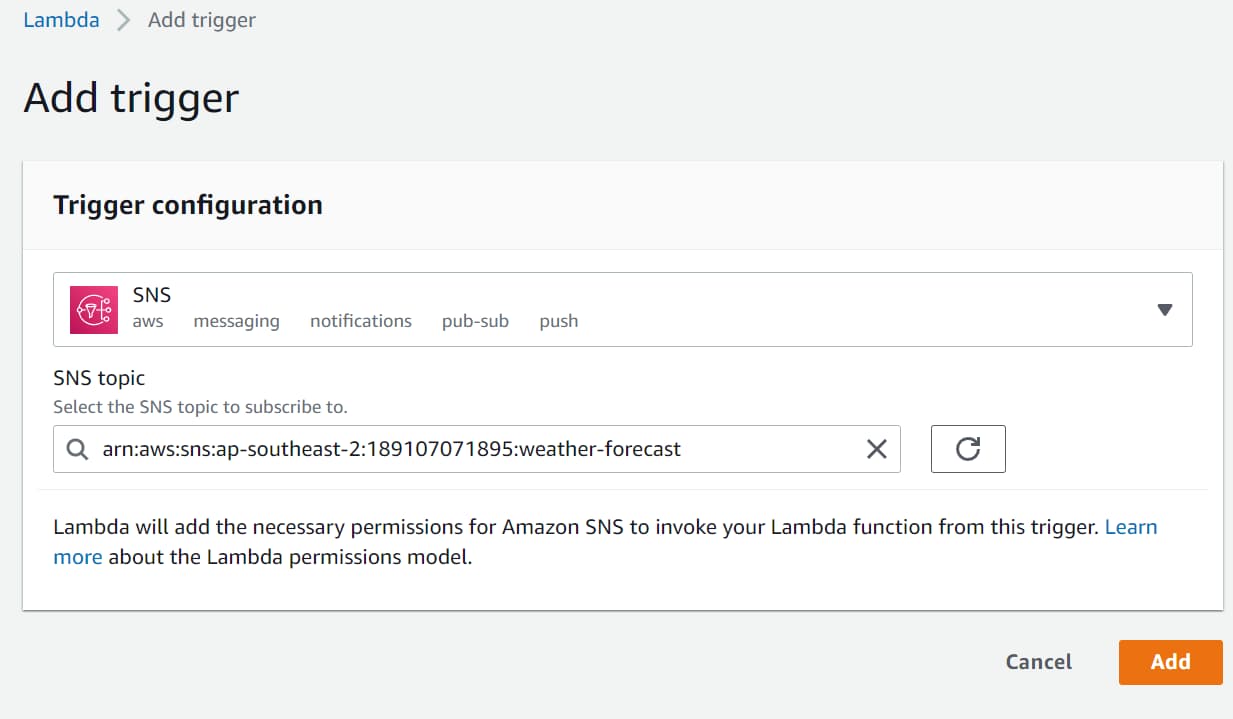 Lambda Add trigger
Add trigger
Trigger configuration
SNS
aws messaging notifications pub-sub push
SNS topic
Select the SNS topic to subscribe to.
arn:aws:sns:ap-southeast-2:189107071895:weather-forecast
Lambda will add the necessary permissions for Amazon SNS to invoke your Lambda function from this trigger. Learn
more about the Lambda permissions model.
Cancel Add